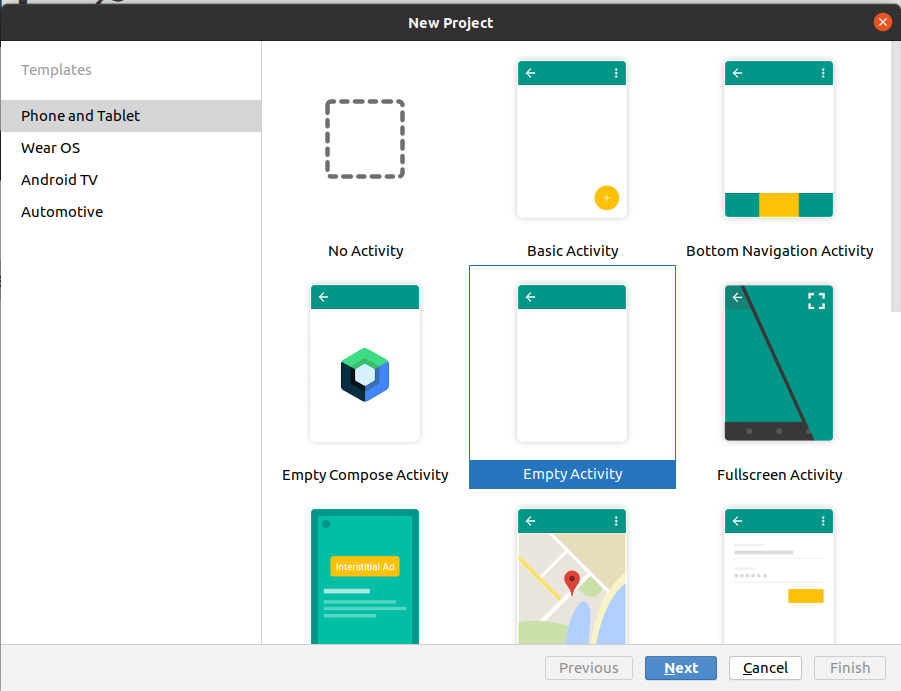 New Project
Templates
Phone and Tablet
Wear OS
Android TV
Automotive
No Activity
Basic Activity
Bottom Navigation Activity
Empty Compose Activity
Empty Activity
Fullscreen Activity
Interstitial Ad
Previous
Next
Cancel
Finish